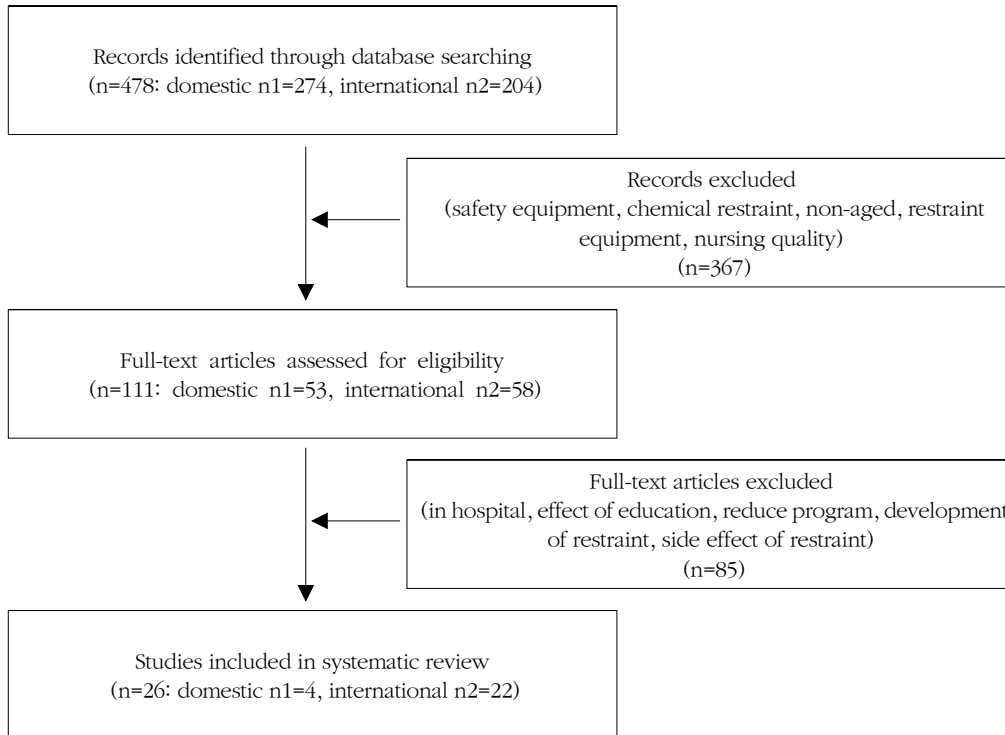 Records identified through database searching
(n=478: domestic n1=274, international n2=204)
Records excluded
(safety equipment, chemical restraint, non-aged, restraint
equipment, nursing quality)
(n=367)
Full-text articles assessed for eligibility
(n=111: domestic n1=53, international n2=58)
Full-text articles excluded
(in hospital, effect of education, reduce program, development
of restraint, side effect of restraint)
(n=85)
Studies included in systematic review
(n=26: domestic n1=4, international n2=22)